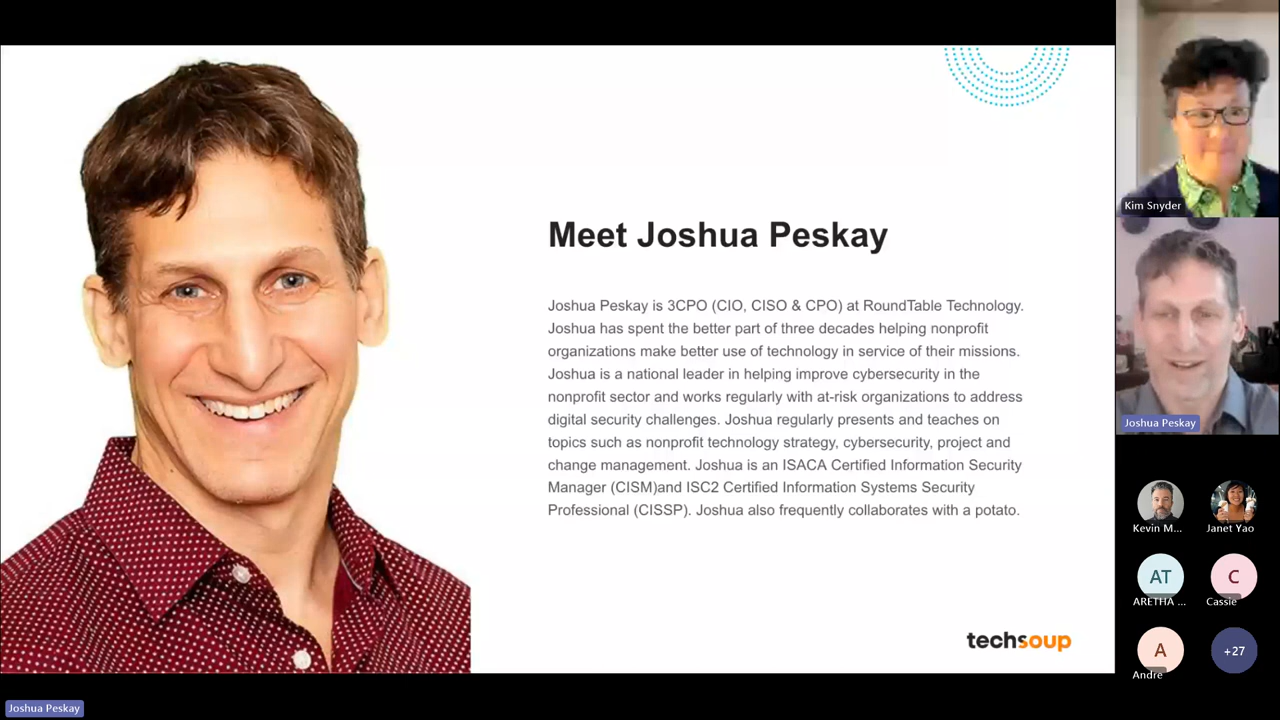 Meet Joshua Peskay
Joshua Peskay is 3CPO (CIO, CISO & CPO) at RoundTable Technology.
Joshua has spent the better part of three decades helping nonprofit
organizations make better use of technology in service of their missions.
Joshua is a national leader in helping improve cybersecurity in the
nonprofit sector and works regularly with at-risk organizations to address
digital security challenges. Joshua regularly presents and teaches on
topics such as nonprofit technology strategy, cybersecurity, project and
change management. Joshua is an ISACA Certified Information Security
Manager (CISM)and ISC2 Certified Information Systems Security
Professional (CISSP). Joshua also frequently collaborates with a potato.
techsoup
Kim Snyder
Joshua Peskay
Kevin M...
Janet Yao
AT
ARETHA ...
C
Cassie
A
Andre
+27
Joshua Peskay